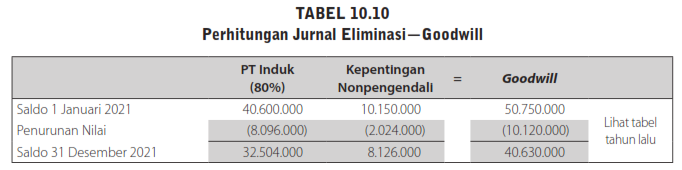 TABEL 10.10
Perhitungan Jurnal Eliminasi—Goodwill
PT Induk (80%) Kepentingan Nonpengendali = Goodwill
Saldo 1 Januari 2021 40.600.000 10.150.000 50.750.000
Penurunan Nilai (8.096.000) (2.024.000) (10.120.000)
Saldo 31 Desember 2021 32.504.000 8.126.000 40.630.000
Lihat tabel
tahun lalu